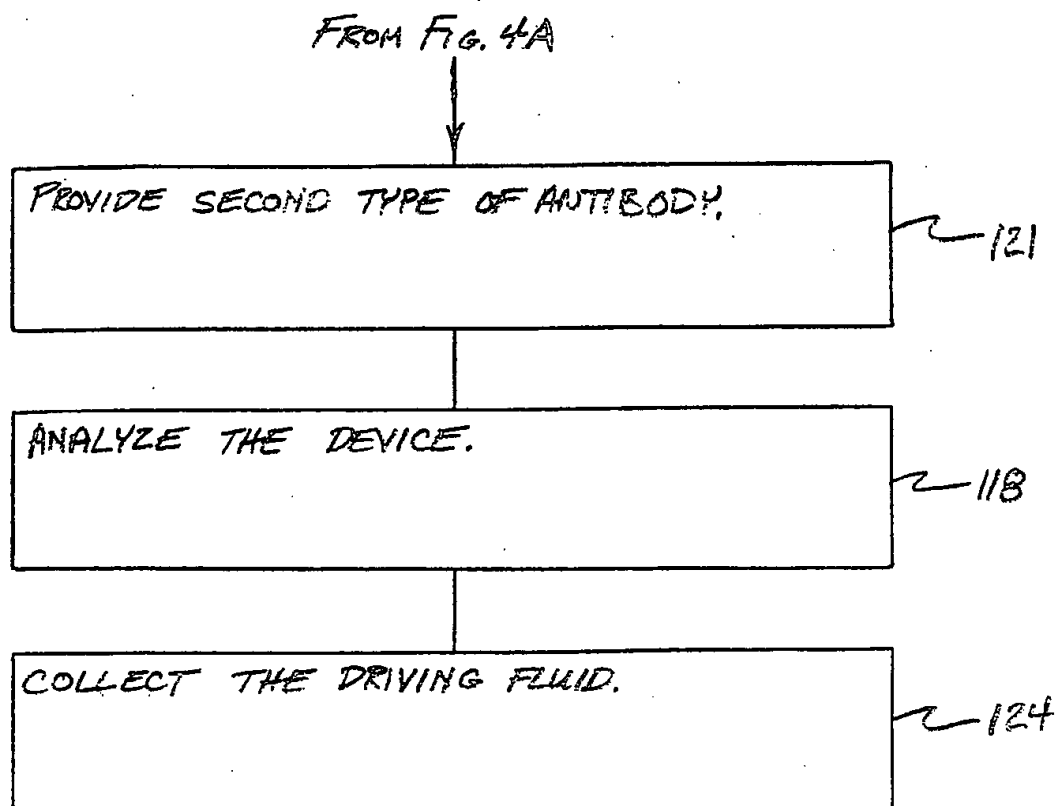 FROM FIG. 4A
PROVIDE SECOND TYPE OF ANTIBODY.
121
ANALYZE THE DEVICE.
118
COLLECT THE DRIVING FLUID.
124